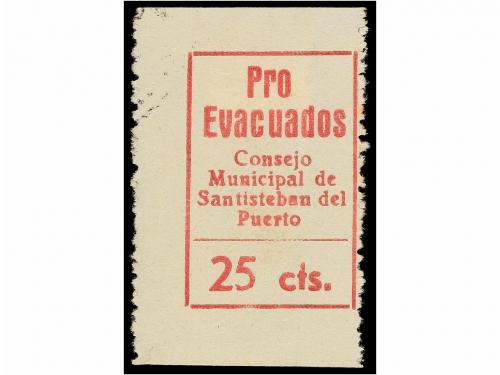 Pro
Evacuados
Consejo
Municipal de
Santisteban del
Puerto
25 cts.